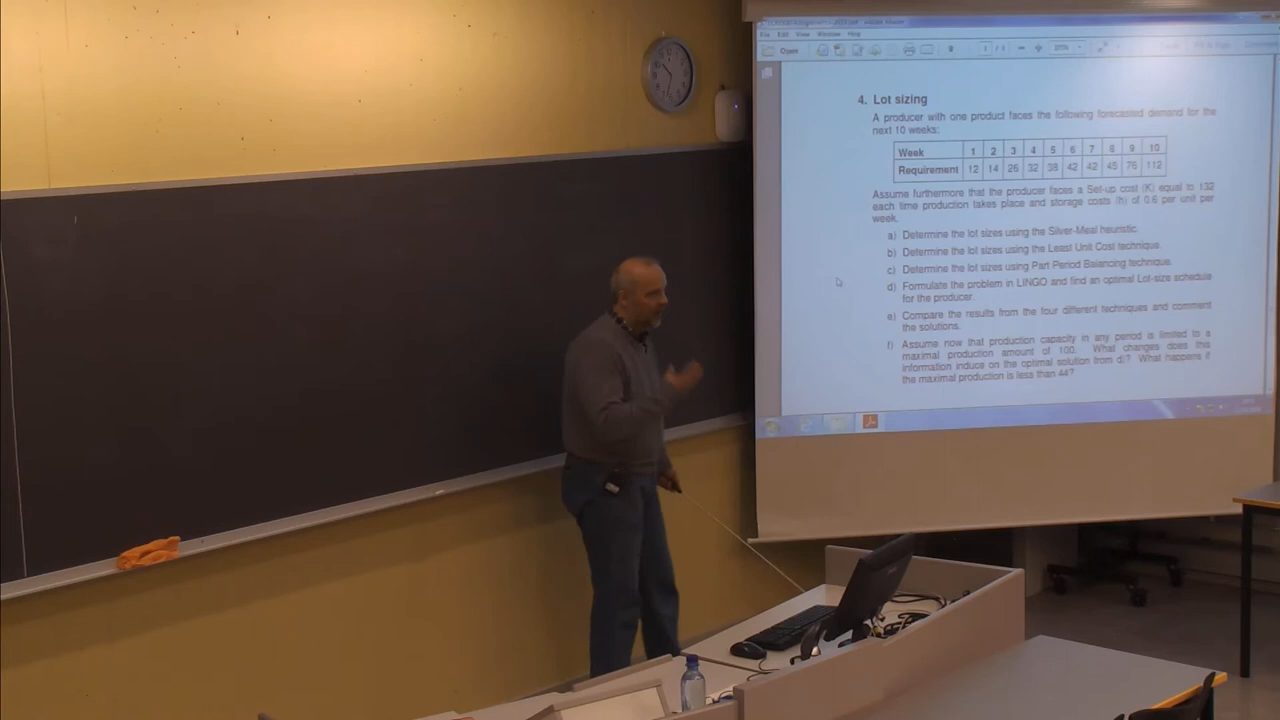 File Edit View Window Help
Open
4. Lot sizing
A producer with one product faces the following forecasted demand for the
next 10 weeks:
Week 1 2 3 4 5 6 7 8 9 10
Requirement 12 14 26 32 38 42 42 45 76 112
Assume furthermore that the producer faces a Set-up cost (K) equal to 132
each time production takes place and storage costs (h) of 0.6 per unit per
week.
a) Determine the lot sizes using the Silver-Meal heuristic.
b) Determine the lot sizes using the Least Unit Cost technique.
c) Determine the lot sizes using Part Period Balancing technique.
d) Formulate the problem in LINGO and find an optimal Lot-size schedule
for the producer.
e) Compare the results from the four different techniques and comment
the solutions.
f) Assume now that production capacity in any period is limited to a
maximal production amount of 100. What changes does this
information induce on the optimal solution from d)? What happens if
the maximal production is less than 44?